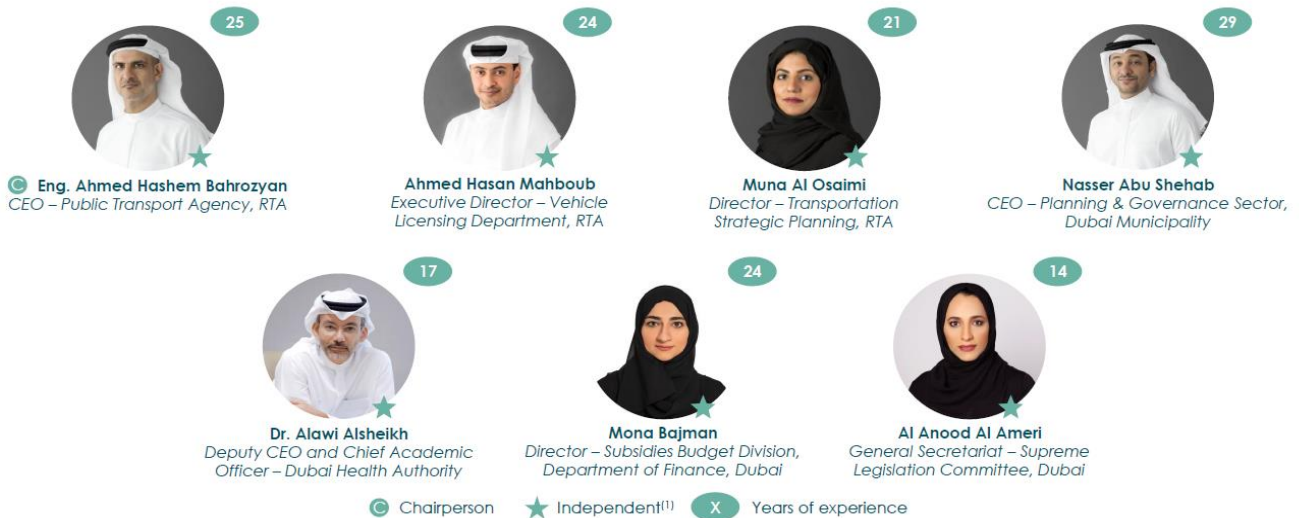 25
24
21
29
C Eng. Ahmed Hashem Bahrozyan
CEO – Public Transport Agency, RTA
Ahmed Hasan Mahboub
Executive Director – Vehicle
Licensing Department, RTA
Muna Al Osaimi
Director – Transportation
Strategic Planning, RTA
Nasser Abu Shehab
CEO – Planning & Governance Sector,
Dubai Municipality
17
24
14
Dr. Alawi Alsheikh
Deputy CEO and Chief Academic
Officer – Dubai Health Authority
Mona Bajman
Director – Subsidies Budget Division,
Department of Finance, Dubai
Al Anood Al Ameri
General Secretariat – Supreme
Legislation Committee, Dubai
C Chairperson ★ Independent(1) X Years of experience